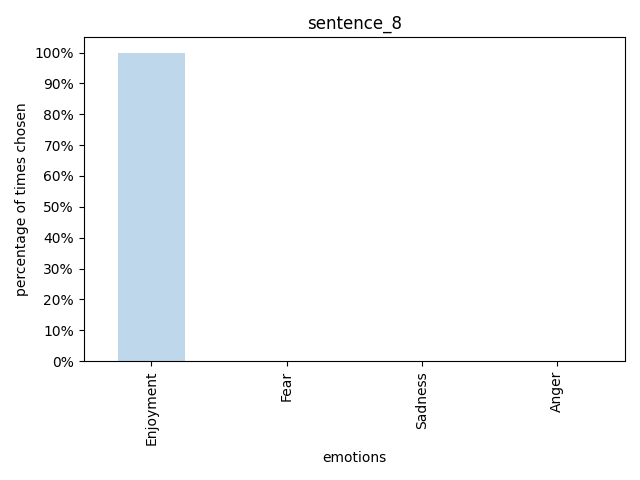 sentence_8
percentage of times chosen
100%
90%
80%
70%
60%
50%
40%
30%
20%
10%
0%
Enjoyment
Fear
Sadness
Anger
emotions